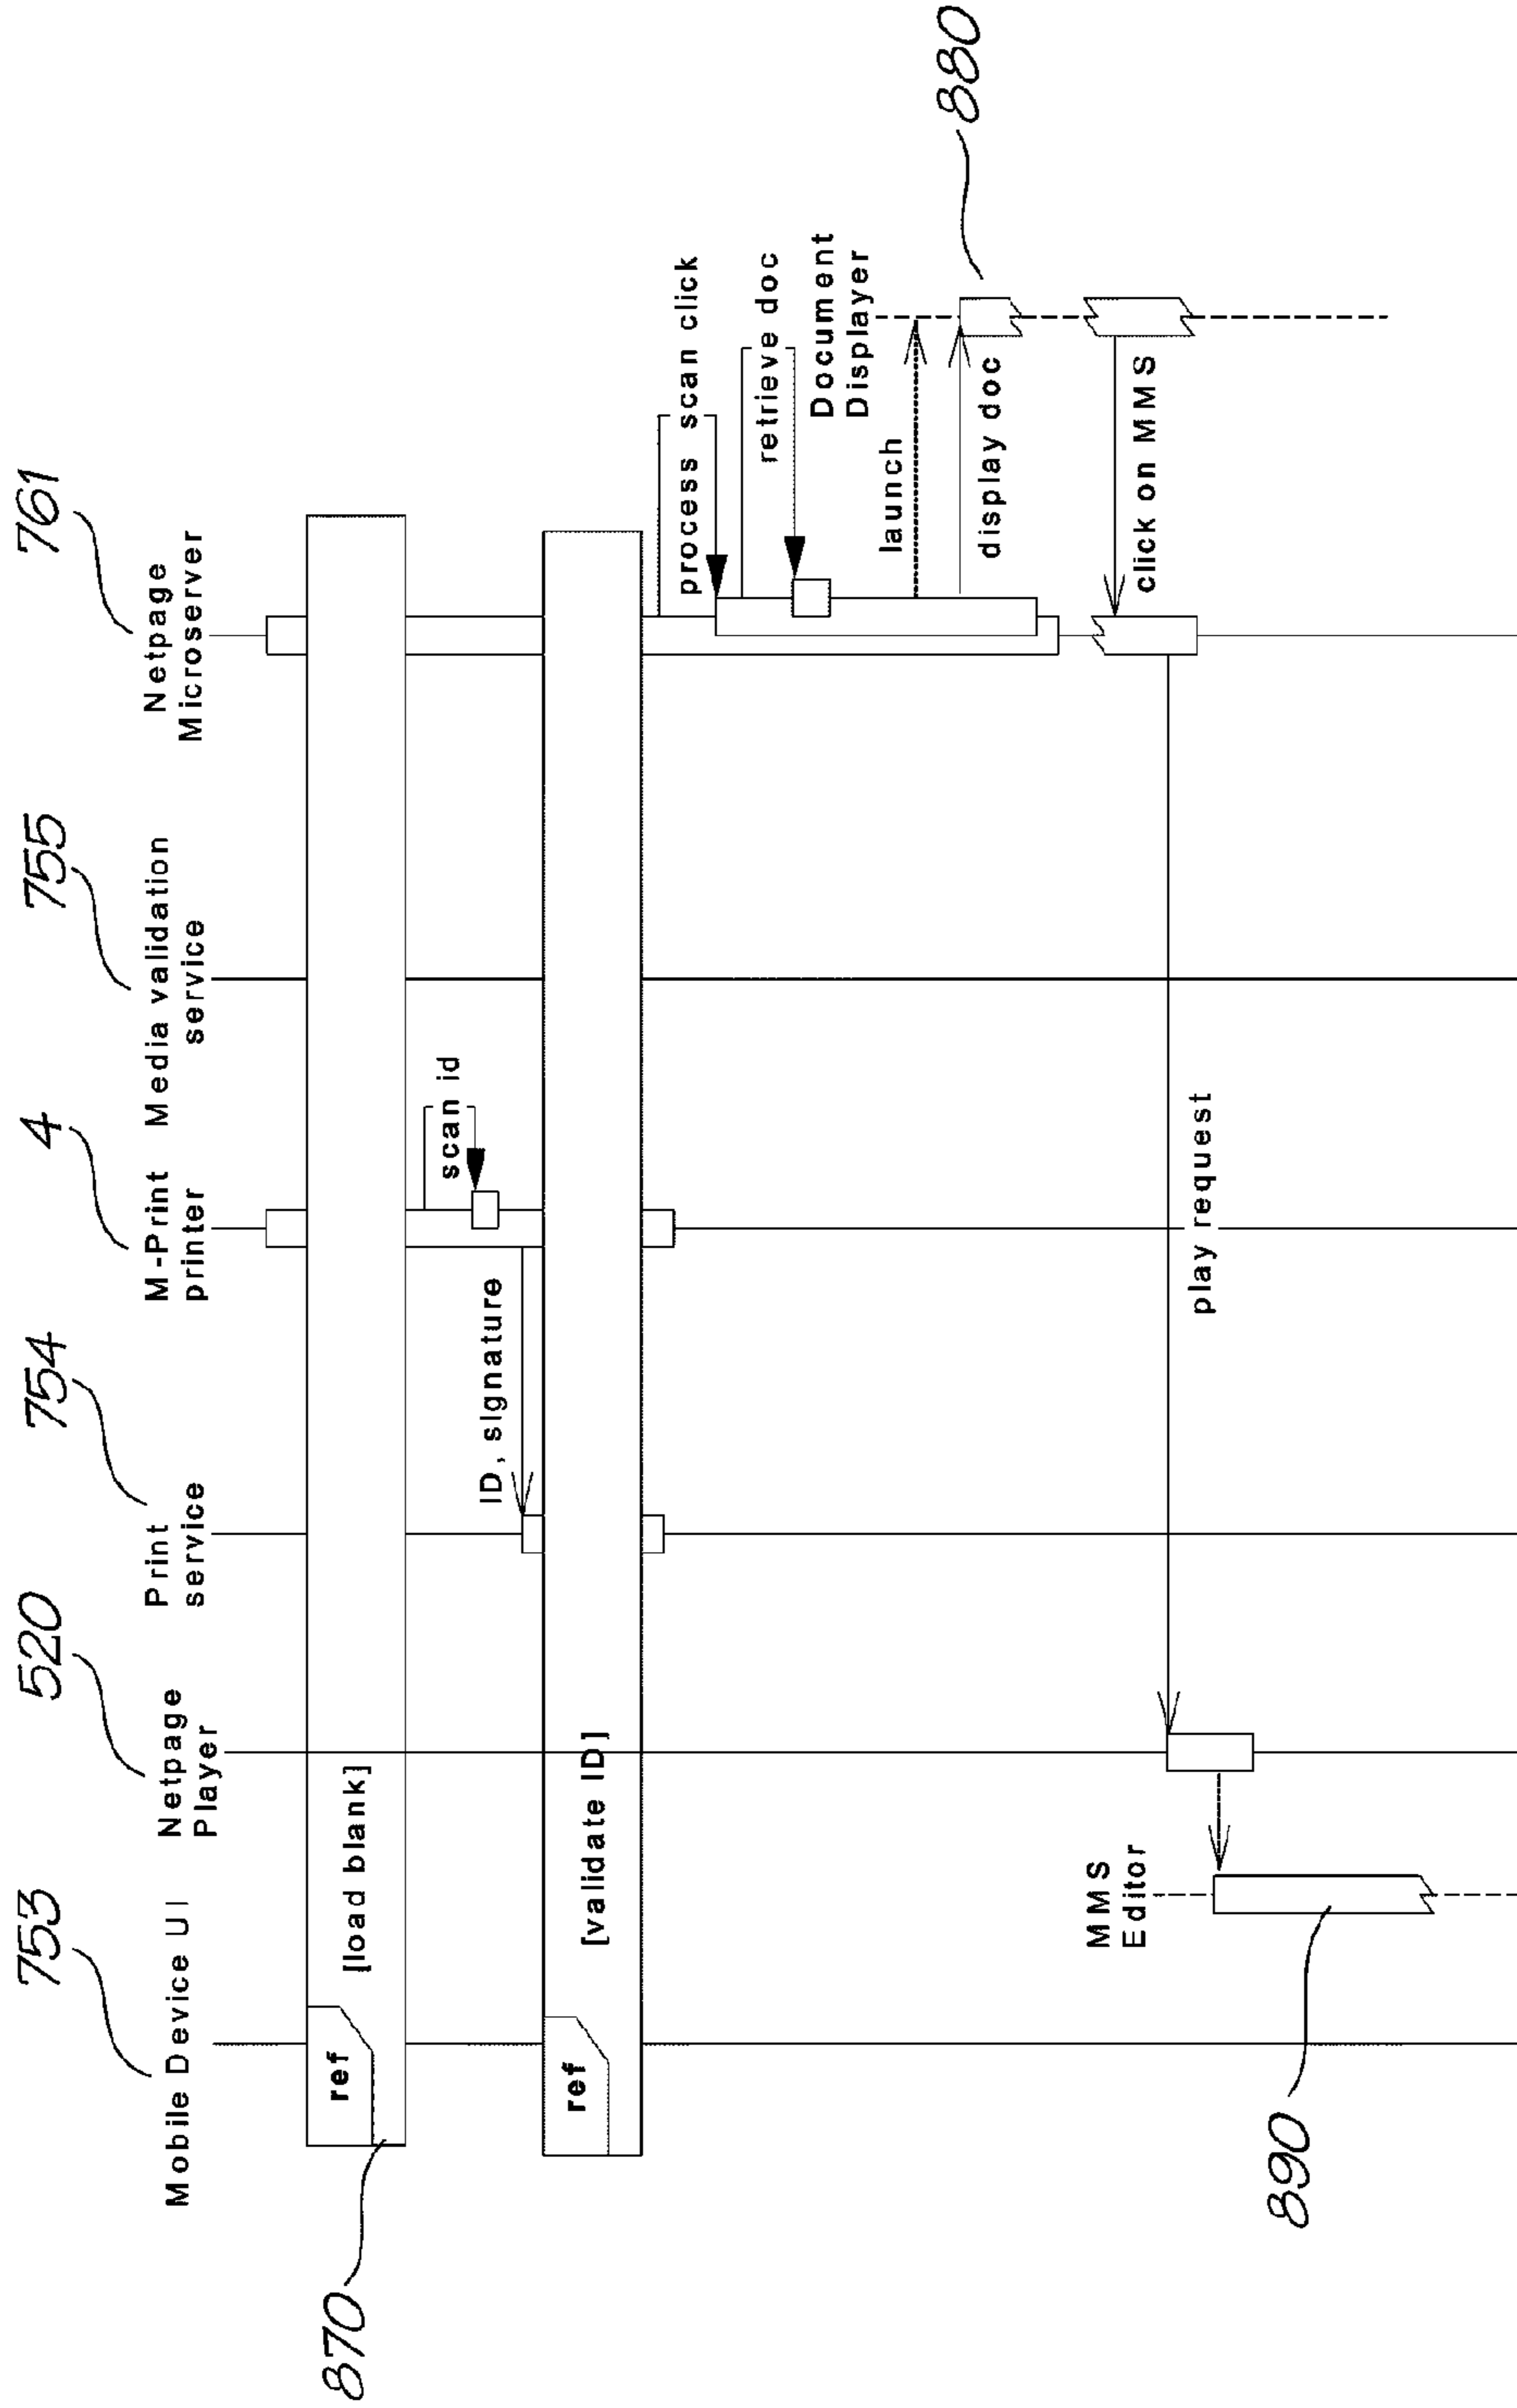 753
520
754
4
755
761
Mobile Device UI
Netpage
Player
Print
service
M-Print
printer
Media validation
service
Netpage
Microserver
870
ref
[load blank]
scan id
ID, signature
ref
[validate ID]
process scan click
retrieve doc
Document
Displayer
launch
display doc
880
click on MMS
play request
MMS
Editor
890